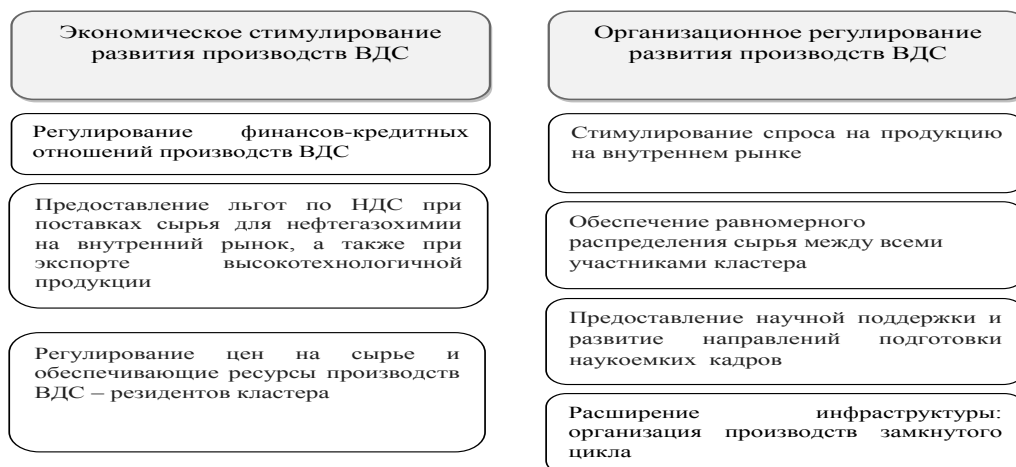 Экономическое стимулирование
развития производств ВДС
Регулирование финансов-кредитных
отношений производств ВДС
Предоставление льгот по НДС при
поставках сырья для нефтегазохимии
на внутренний рынок, а также при
экспорте высокотехнологичной
продукции
Регулирование цен на сырье и
обеспечивающие ресурсы производств
ВДС – резидентов кластера
Организационное регулирование
развития производств ВДС
Стимулирование спроса на продукцию
на внутреннем рынке
Обеспечение равномерного
распределения сырья между всеми
участниками кластера
Предоставление научной поддержки и
развитие направлений подготовки
наукоемких кадров
Расширение инфраструктуры:
организация производств замкнутого
цикла